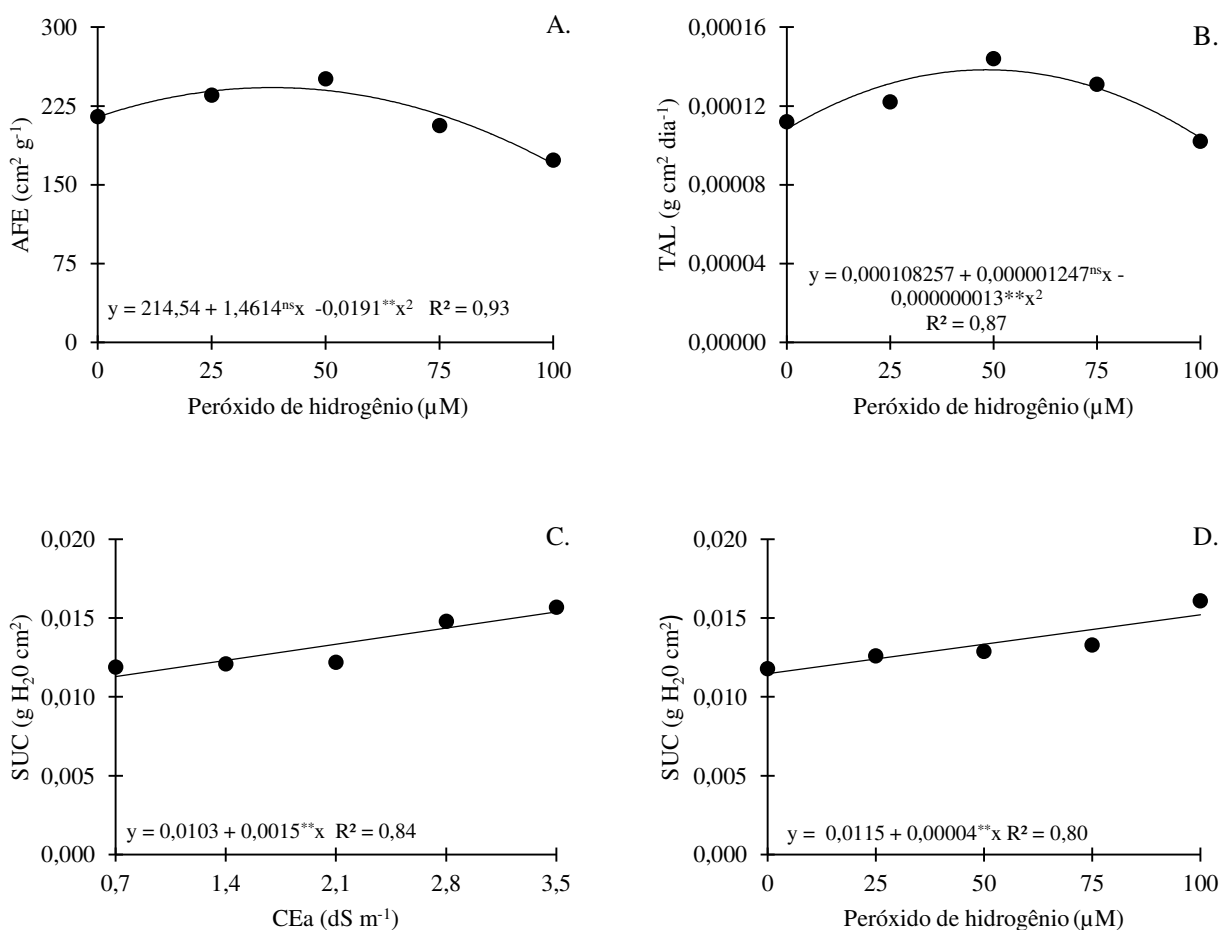 A.
300
225
150
75
0
AFE (cm² g⁻¹)
y = 214,54 + 1,4614ⁿˢx -0,0191**x² R² = 0,93
0 25 50 75 100
Peróxido de hidrogênio (µM)
B.
0,00016
0,00012
0,00008
0,00004
0,00000
TAL (g cm² dia⁻¹)
y = 0,000108257 + 0,000001247ⁿˢx -
0,000000013**x²
R² = 0,87
0 25 50 75 100
Peróxido de hidrogênio (µM)
C.
0,020
0,015
0,010
0,005
0,000
SUC (g H₂0 cm²)
y = 0,0103 + 0,0015**x R² = 0,84
0,7 1,4 2,1 2,8 3,5
CEa (dS m⁻¹)
D.
0,020
0,015
0,010
0,005
0,000
SUC (g H₂0 cm²)
y = 0,0115 + 0,00004**x R² = 0,80
0 25 50 75 100
Peróxido de hidrogênio (µM)